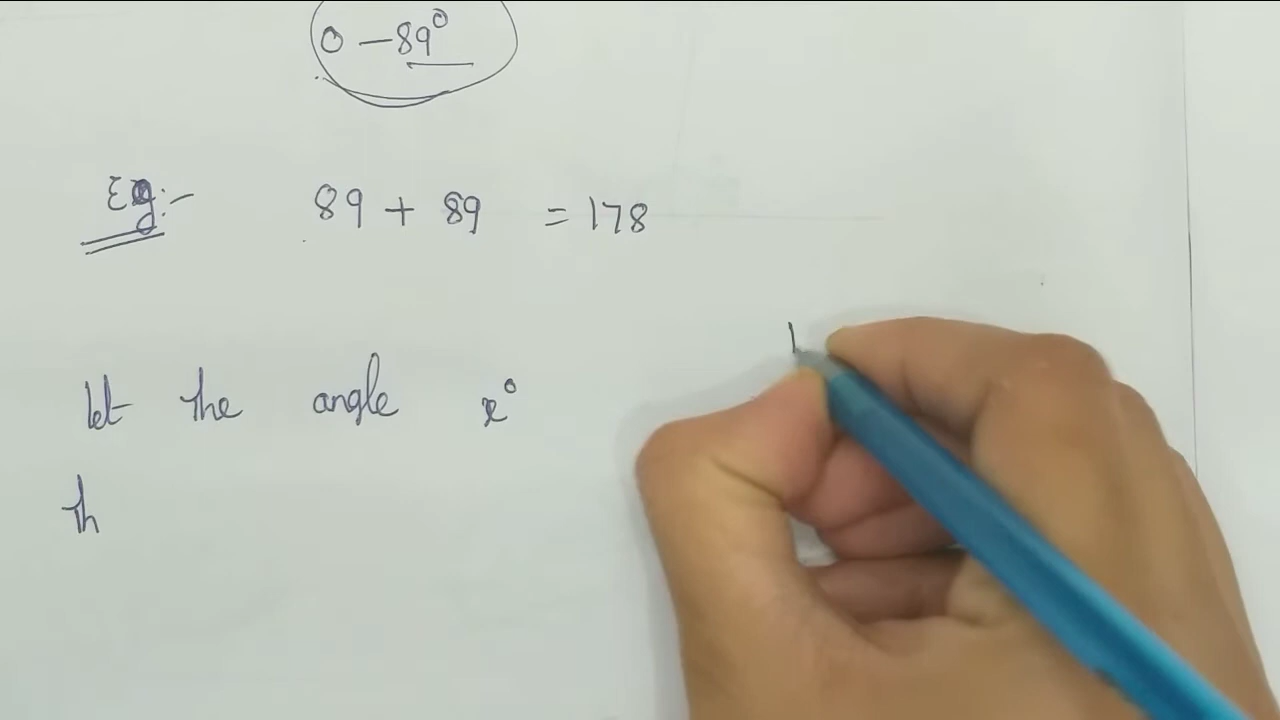 0 - 89°
Eg:-  89 + 89 = 178
let the angle x°
th